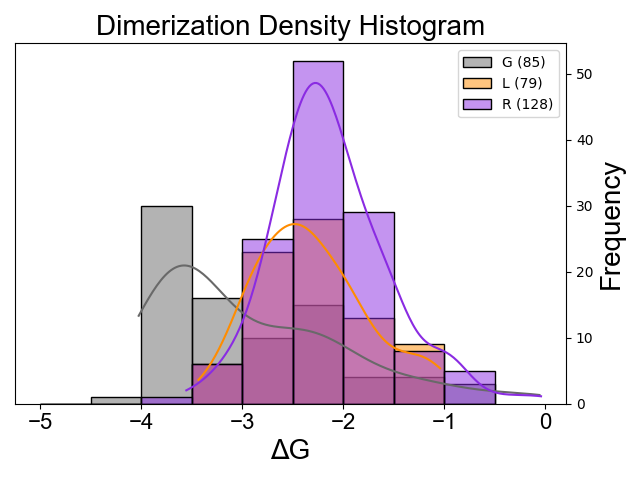 Dimerization Density Histogram
G (85)
L (79)
R (128)
50
40
30
20
10
0
Frequency
−5 −4 −3 −2 −1 0
ΔG